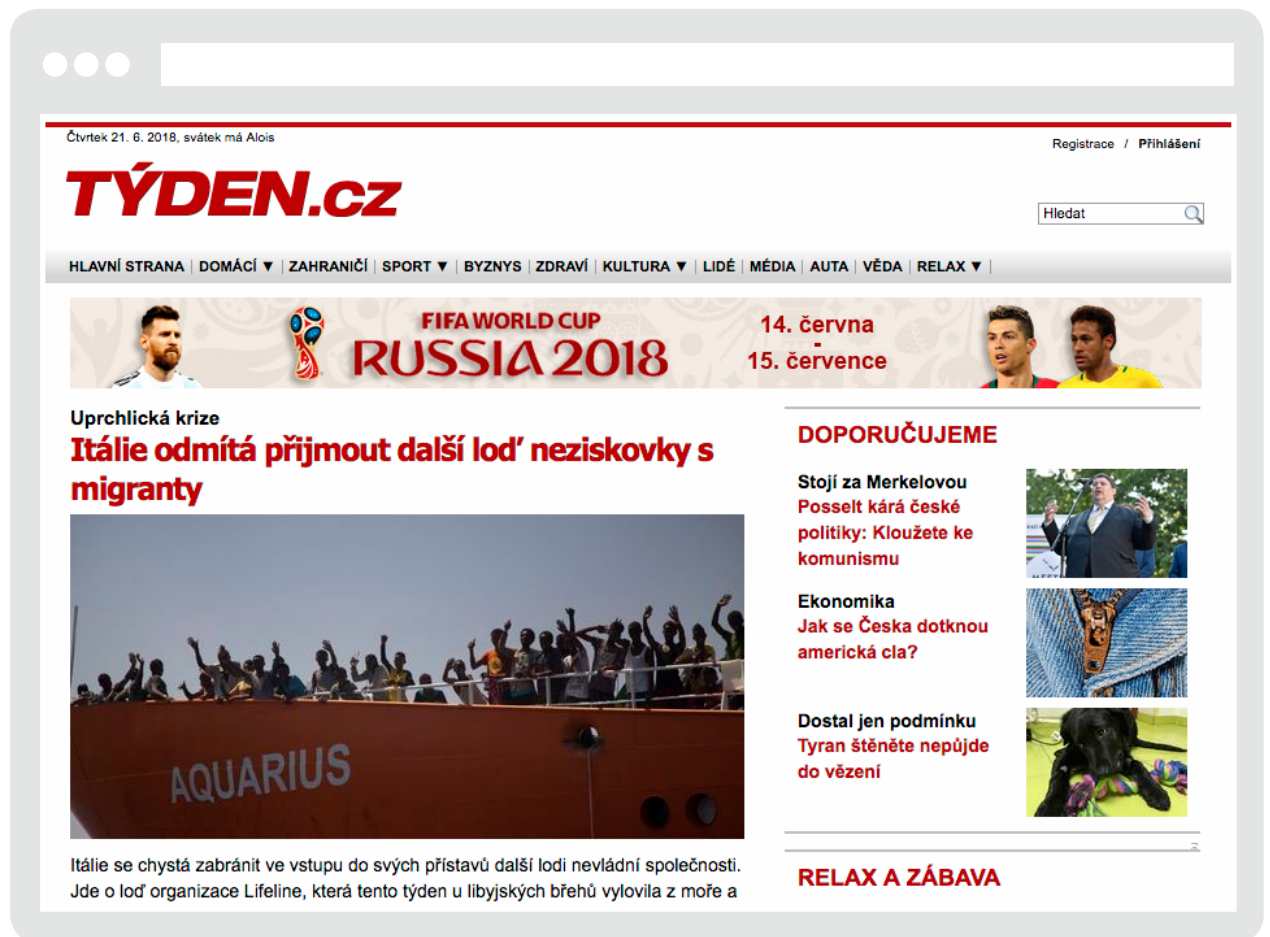 Čtvrtek 21. 6. 2018, svátek má Alois
Registrace / Přihlášení
TÝDEN.cz
Hledat
HLAVNÍ STRANA | DOMÁCÍ ▼ | ZAHRANIČÍ | SPORT ▼ | BYZNYS | ZDRAVÍ | KULTURA ▼ | LIDÉ | MÉDIA | AUTA | VĚDA | RELAX ▼ |
FIFA WORLD CUP
RUSSIA 2018
14. června
-
15. července
Uprchlická krize
Itálie odmítá přijmout další loď neziskovky s
migranty
AQUARIUS
Itálie se chystá zabránit ve vstupu do svých přístavů další lodi nevládní společnosti.
Jde o loď organizace Lifeline, která tento týden u libyjských břehů vylovila z moře a
DOPORUČUJEME
Stojí za Merkelovou
Posselt kárá české
politiky: Kloužete ke
komunismu
Ekonomika
Jak se Česka dotknou
americká cla?
Dostal jen podmínku
Tyran štěněte nepůjde
do vězení
RELAX A ZÁBAVA